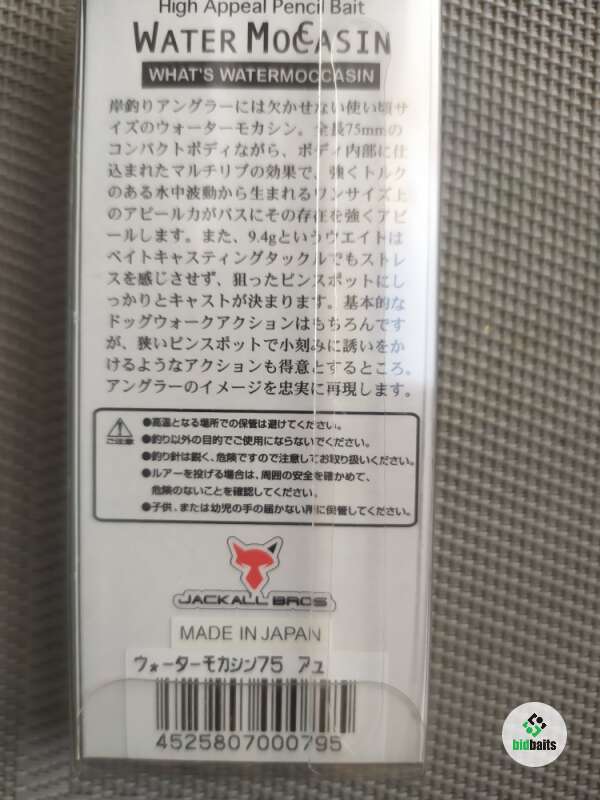 High Appeal Pencil Bait
WATER MOCCASIN
WHAT'S WATERMOCCASIN
岸釣りアングラーには欠かせない使い頃サ
イズのウォーターモカシン。全長75mmの
コンパクトボディながら、ボディ内部に仕
込まれたマルチリブの効果で、強くトルク
のある水中波動から生まれるワンサイズ上
のアピール力がバスにその存在を強くアピ
ールします。また、9.4gというウエイトは
ベイトキャスティングタックルでもストレ
スを感じさせず、狙ったピンスポットにし
っかりとキャストが決まります。基本的な
ドッグウォークアクションはもちろんです
が、狭いピンスポットで小刻みに誘いをか
けるようなアクションも得意とするところ。
アングラーのイメージを忠実に再現します。
ご注意
●高温となる場所での保管は避けてください。
●釣り以外の目的でご使用にならないでください。
●釣り針は鋭く、危険ですので注意してお取り扱いください。
●ルアーを投げる場合は、周囲の安全を確かめて、
危険のないことを確認してください。
●子供、または幼児の手の届かない所に保管してください。
JACKALL BROS
MADE IN JAPAN
ウォーターモカシン75 アユ
4525807000795
bidbaits